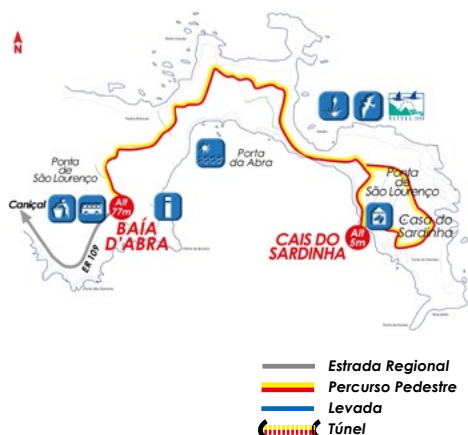 N
Ponta
de
São Lourenço
Caniçal
ER 109
Alt
77m
BAÍA
D'ABRA
Porta
da Abra
CAIS DO
SARDINHA
Alt
5m
Ponta de
São Lourenço
Casa do
Sardinha
Estrada Regional
Percurso Pedestre
Levada
Túnel